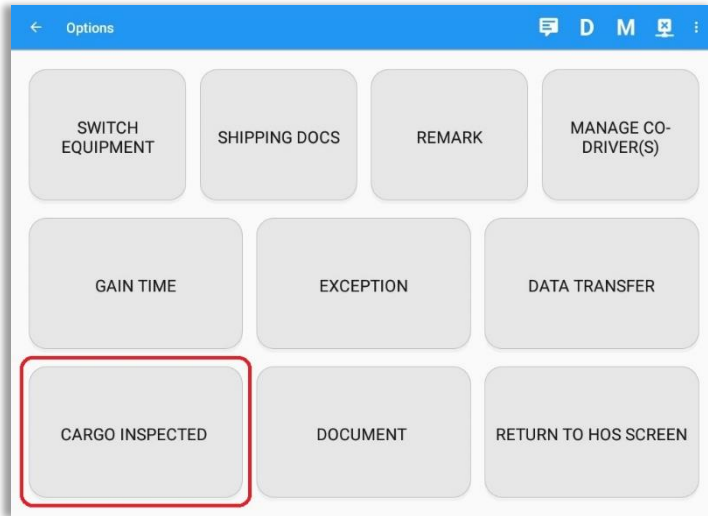 Options
D M
SWITCH
EQUIPMENT
SHIPPING DOCS
REMARK
MANAGE CO-
DRIVER(S)
GAIN TIME
EXCEPTION
DATA TRANSFER
CARGO INSPECTED
DOCUMENT
RETURN TO HOS SCREEN